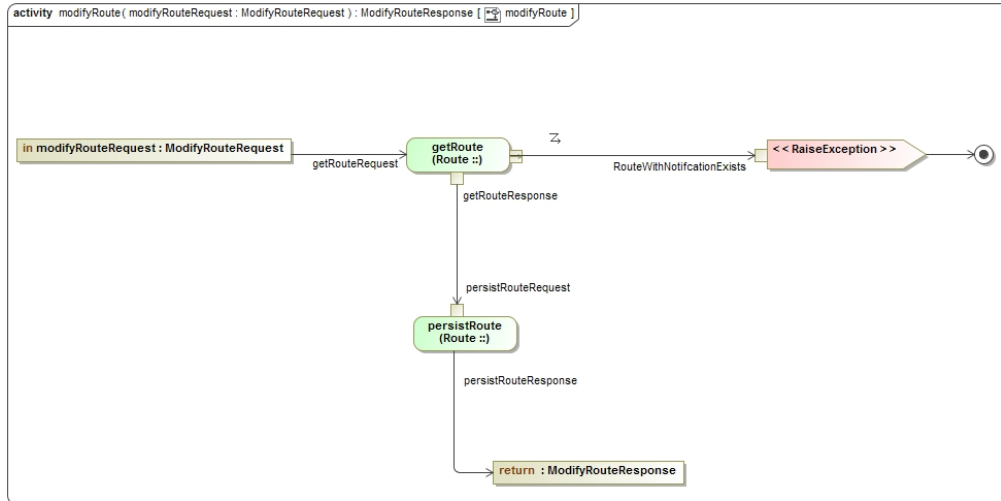 activity modifyRoute( modifyRouteRequest : ModifyRouteRequest ) : ModifyRouteResponse [ modifyRoute ]
in modifyRouteRequest : ModifyRouteRequest
getRouteRequest
getRoute
(Route ::)
RouteWithNotifcationExists
< < RaiseException > >
getRouteResponse
persistRouteRequest
persistRoute
(Route ::)
persistRouteResponse
return : ModifyRouteResponse